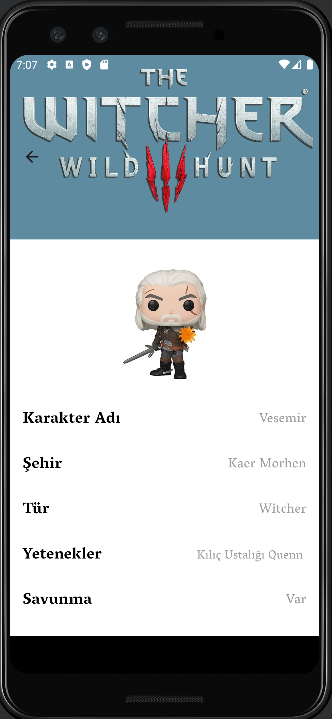 7:07
THE
WITCHER®
WILD HUNT
Karakter Adı Vesemir
Şehir Kaer Morhen
Tür Witcher
Yetenekler Kılıç Ustalığı Quenn
Savunma Var